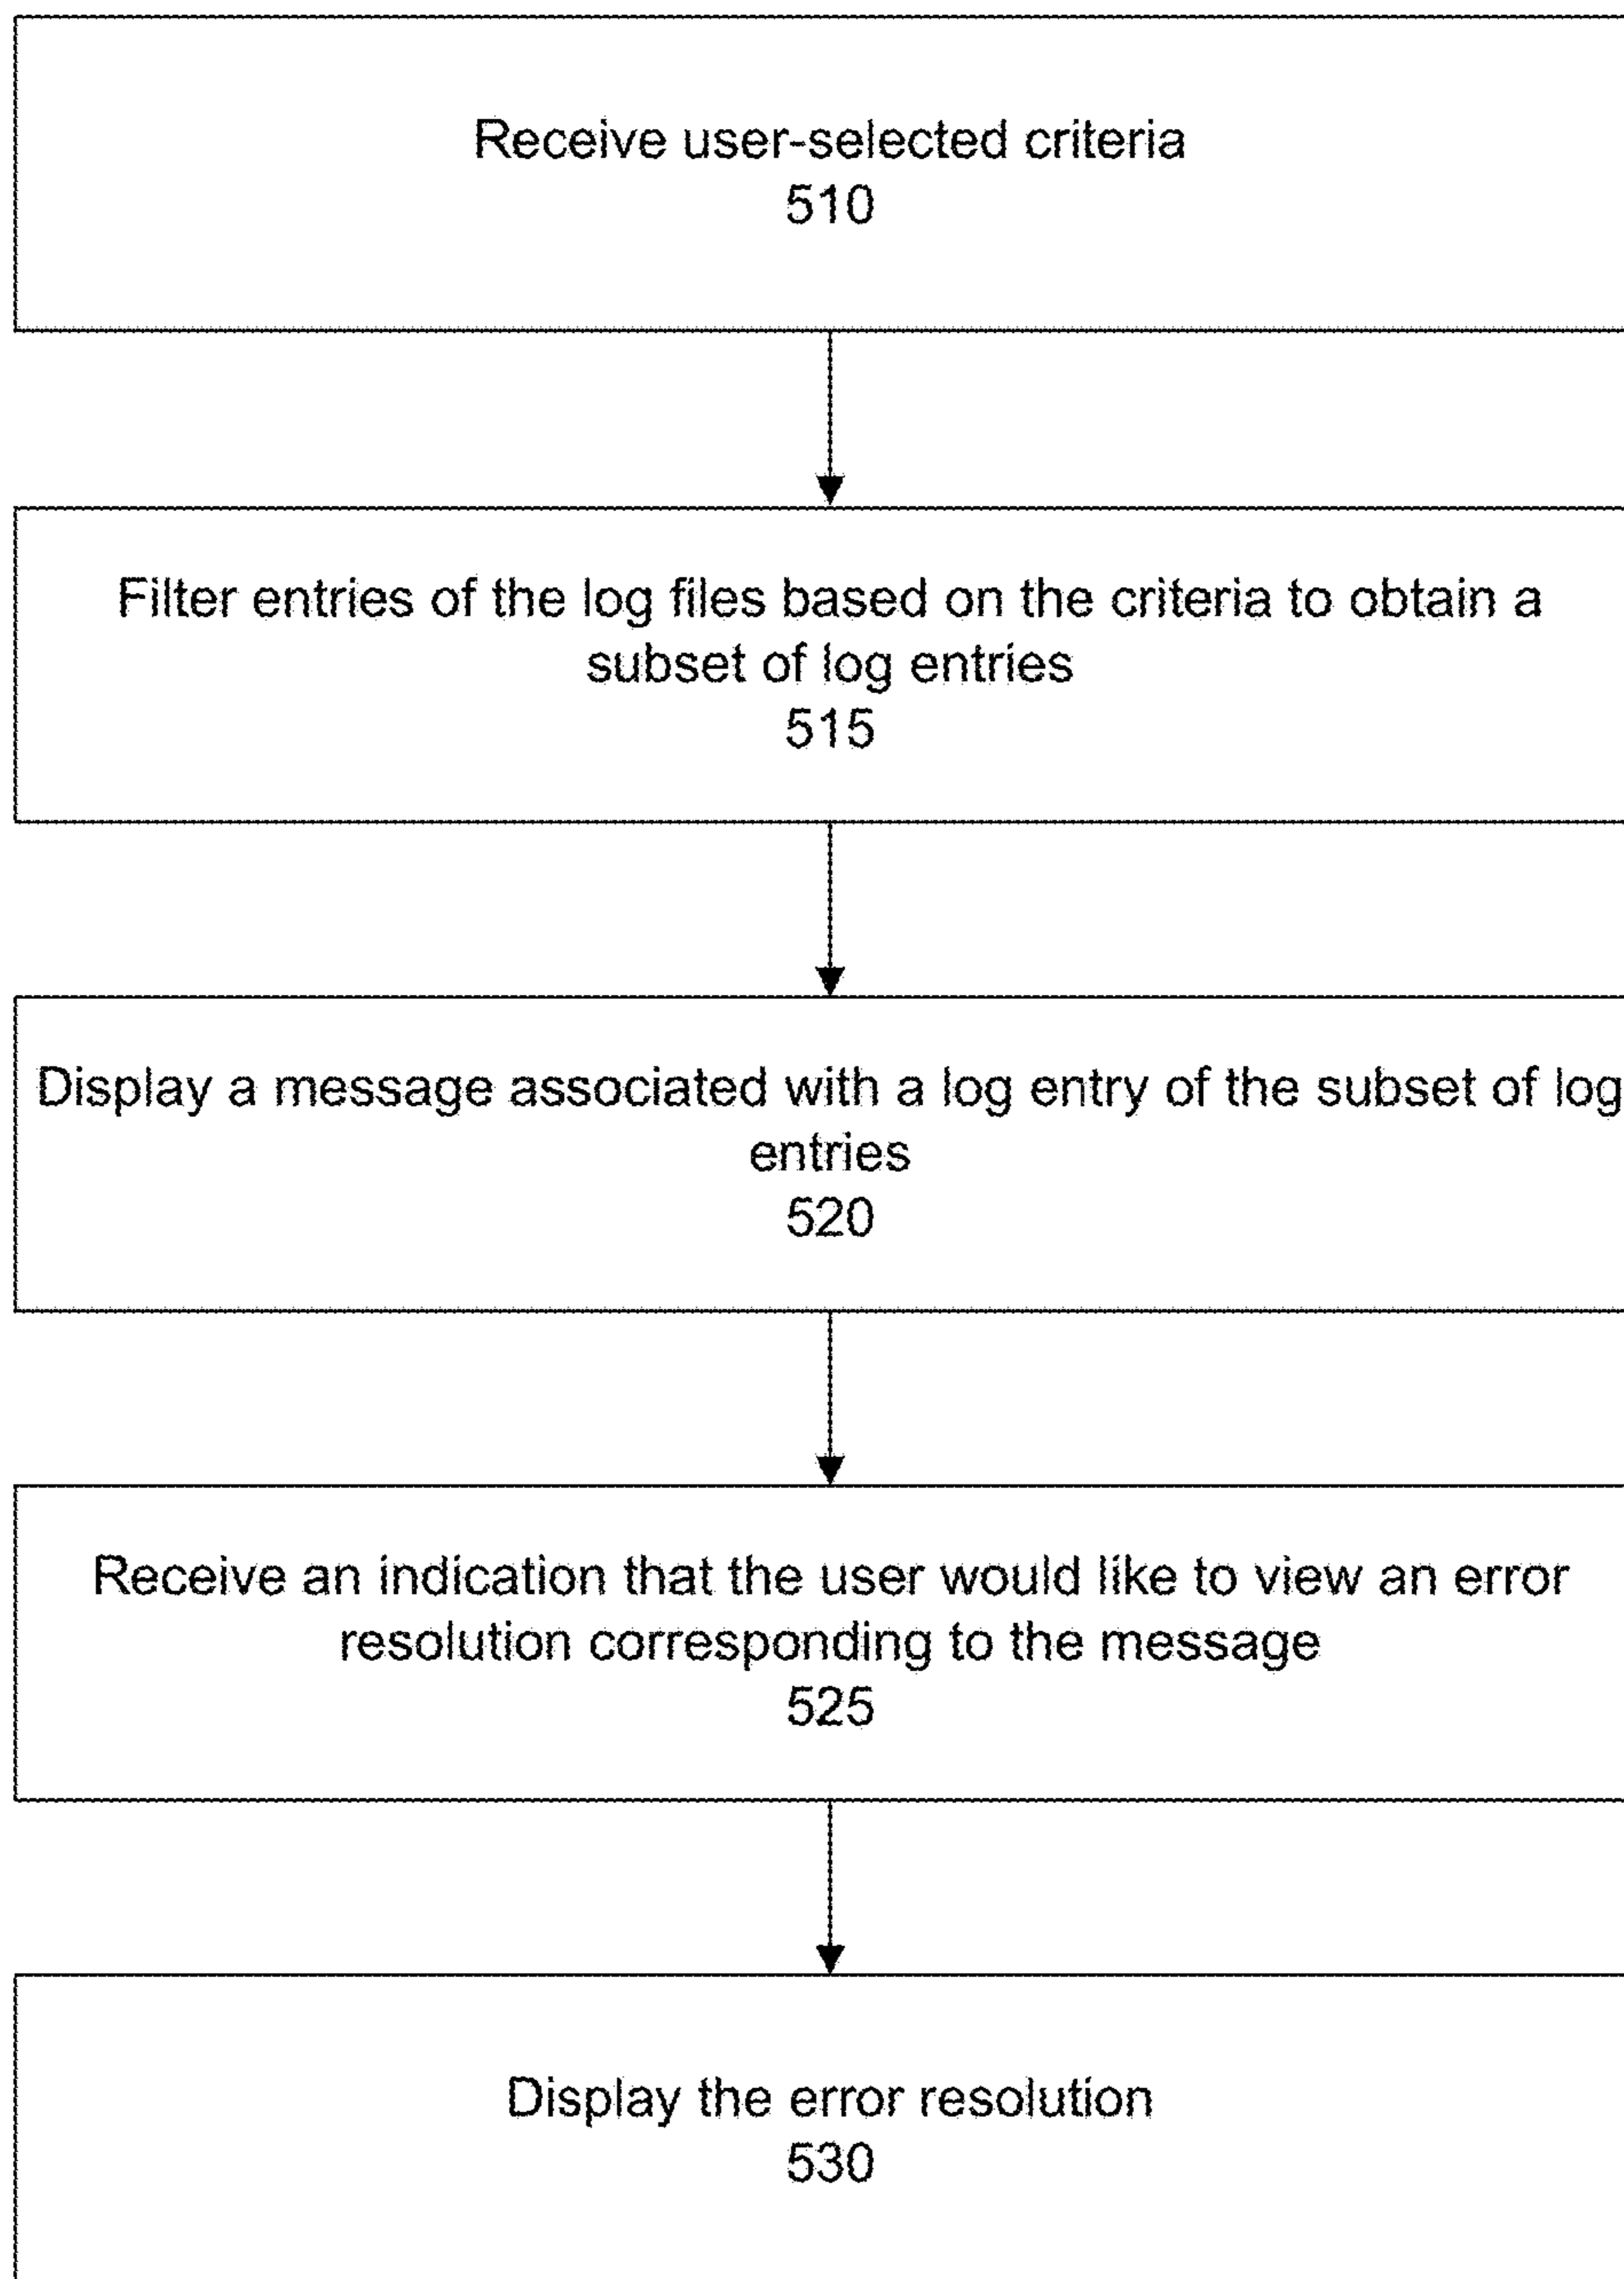 Receive user-selected criteria
510
Filter entries of the log files based on the criteria to obtain a
subset of log entries
515
Display a message associated with a log entry of the subset of log
entries
520
Receive an indication that the user would like to view an error
resolution corresponding to the message
525
Display the error resolution
530